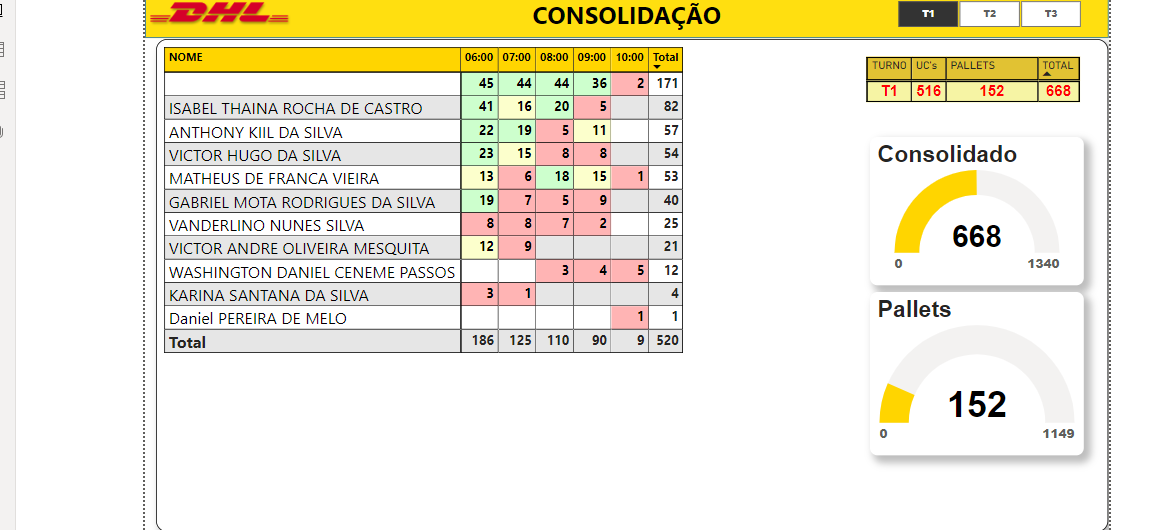 DHL
CONSOLIDAÇÃO
T1 T2 T3
NOME 06:00 07:00 08:00 09:00 10:00 Total
45 44 44 36 2 171
ISABEL THAINA ROCHA DE CASTRO 41 16 20 5 82
ANTHONY KIIL DA SILVA 22 19 5 11 57
VICTOR HUGO DA SILVA 23 15 8 8 54
MATHEUS DE FRANCA VIEIRA 13 6 18 15 1 53
GABRIEL MOTA RODRIGUES DA SILVA 19 7 5 9 40
VANDERLINO NUNES SILVA 8 8 7 2 25
VICTOR ANDRE OLIVEIRA MESQUITA 12 9 21
WASHINGTON DANIEL CENEME PASSOS 3 4 5 12
KARINA SANTANA DA SILVA 3 1 4
Daniel PEREIRA DE MELO 1 1
Total 186 125 110 90 9 520
TURNO UC's PALLETS TOTAL
T1 516 152 668
Consolidado
668
0 1340
Pallets
152
0 1149